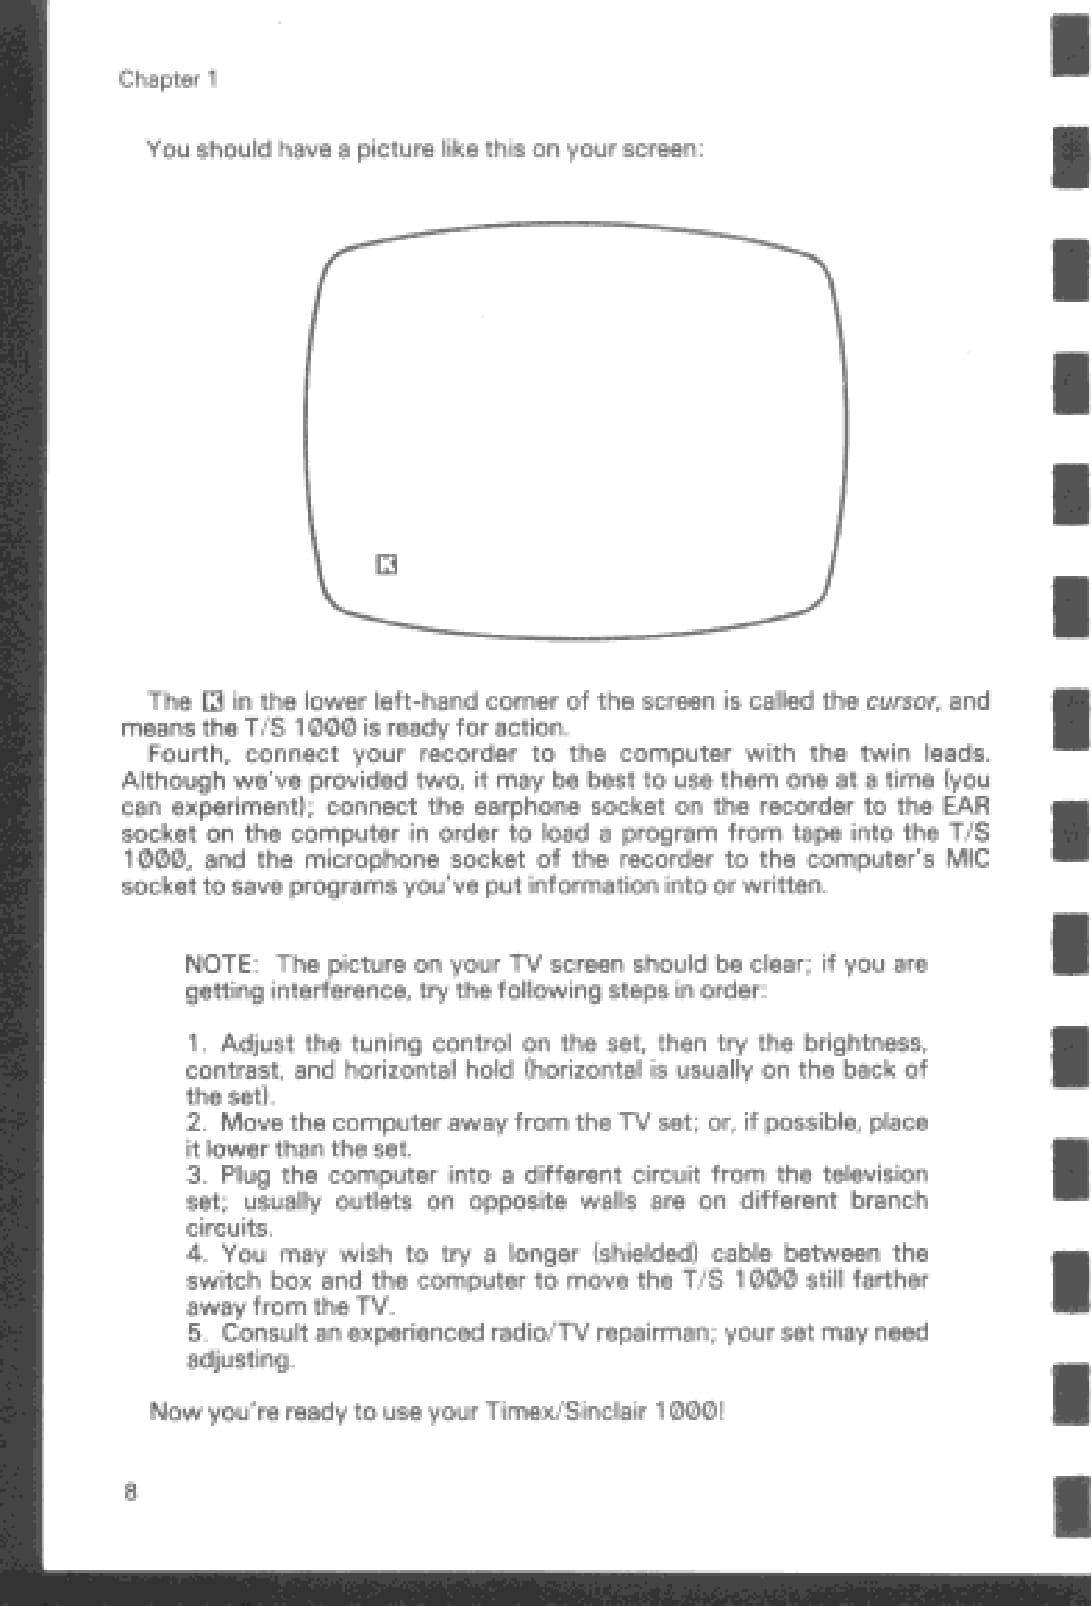 Chapter 1
You should have a picture like this on your screen:
K
The K in the lower left-hand corner of the screen is called the cursor, and
means the T/S 1000 is ready for action.
Fourth, connect your recorder to the computer with the twin leads.
Although we've provided two, it may be best to use them one at a time (you
can experiment); connect the earphone socket on the recorder to the EAR
socket on the computer in order to load a program from tape into the T/S
1000, and the microphone socket of the recorder to the computer's MIC
socket to save programs you've put information into or written.
NOTE: The picture on your TV screen should be clear; if you are
getting interference, try the following steps in order:
1. Adjust the tuning control on the set, then try the brightness,
contrast, and horizontal hold (horizontal is usually on the back of
the set).
2. Move the computer away from the TV set; or, if possible, place
it lower than the set.
3. Plug the computer into a different circuit from the television
set; usually outlets on opposite walls are on different branch
circuits.
4. You may wish to try a longer (shielded) cable between the
switch box and the computer to move the T/S 1000 still farther
away from the TV.
5. Consult an experienced radio/TV repairman; your set may need
adjusting.
Now you're ready to use your Timex/Sinclair 1000!
8